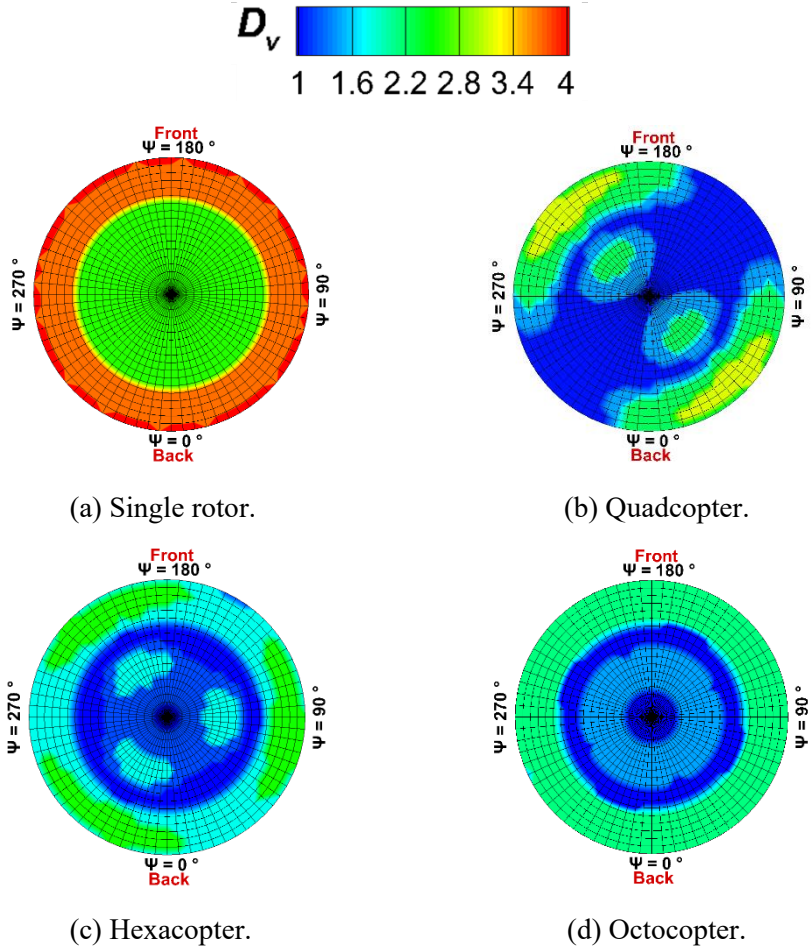 D_v
1 1.6 2.2 2.8 3.4 4
Front Front
Ψ = 180 ° Ψ = 180 °
Ψ = 270 ° Ψ = 90 ° Ψ = 270 ° Ψ = 90 °
Ψ = 0 ° Ψ = 0 °
Back Back
(a) Single rotor. (b) Quadcopter.
Front Front
Ψ = 180 ° Ψ = 180 °
Ψ = 270 ° Ψ = 90 ° Ψ = 270 ° Ψ = 90 °
Ψ = 0 ° Ψ = 0 °
Back Back
(c) Hexacopter. (d) Octocopter.